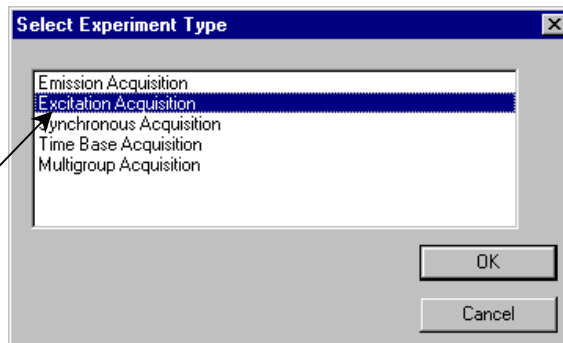 Select Experiment Type
Emission Acquisition
Excitation Acquisition
Synchronous Acquisition
Time Base Acquisition
Multigroup Acquisition
OK
Cancel